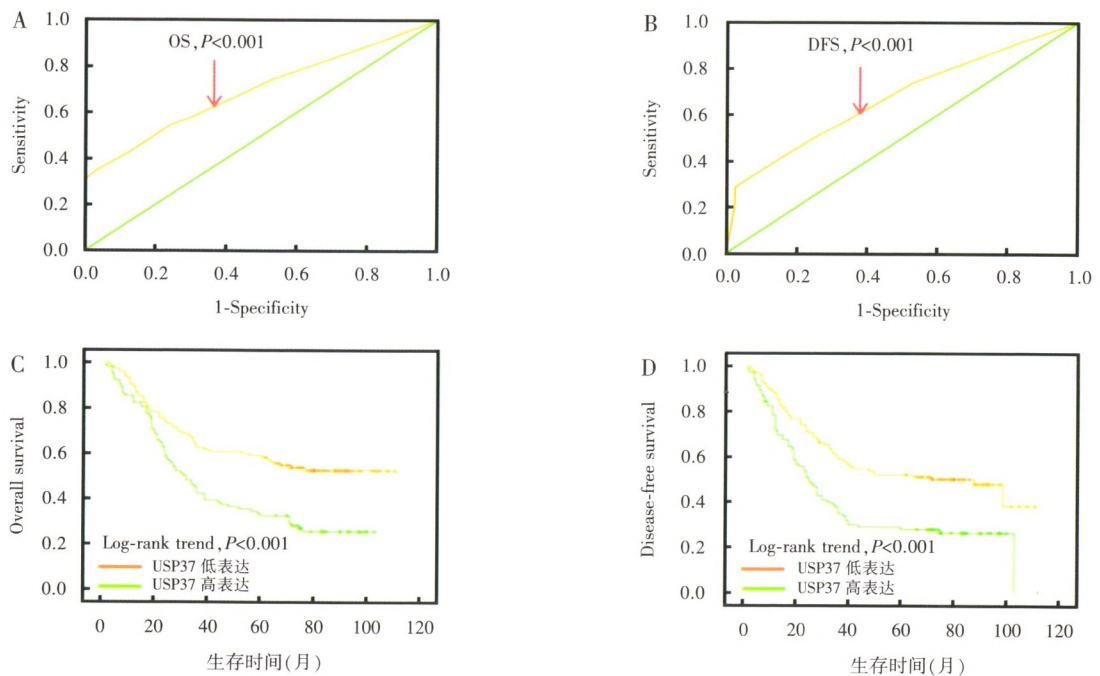 A
OS, P<0.001
Sensitivity
1.0
0.8
0.6
0.4
0.2
0.0
0.0 0.2 0.4 0.6 0.8 1.0
1-Specificity
B
DFS, P<0.001
Sensitivity
1.0
0.8
0.6
0.4
0.2
0.0
0.0 0.2 0.4 0.6 0.8 1.0
1-Specificity
C
Overall survival
1.0
0.8
0.6
0.4
0.2
0.0
Log-rank trend, P<0.001
USP37 低表达
USP37 高表达
0 20 40 60 80 100 120
生存时间(月)
D
Disease-free survival
1.0
0.8
0.6
0.4
0.2
0.0
Log-rank trend, P<0.001
USP37 低表达
USP37 高表达
0 20 40 60 80 100 120
生存时间(月)